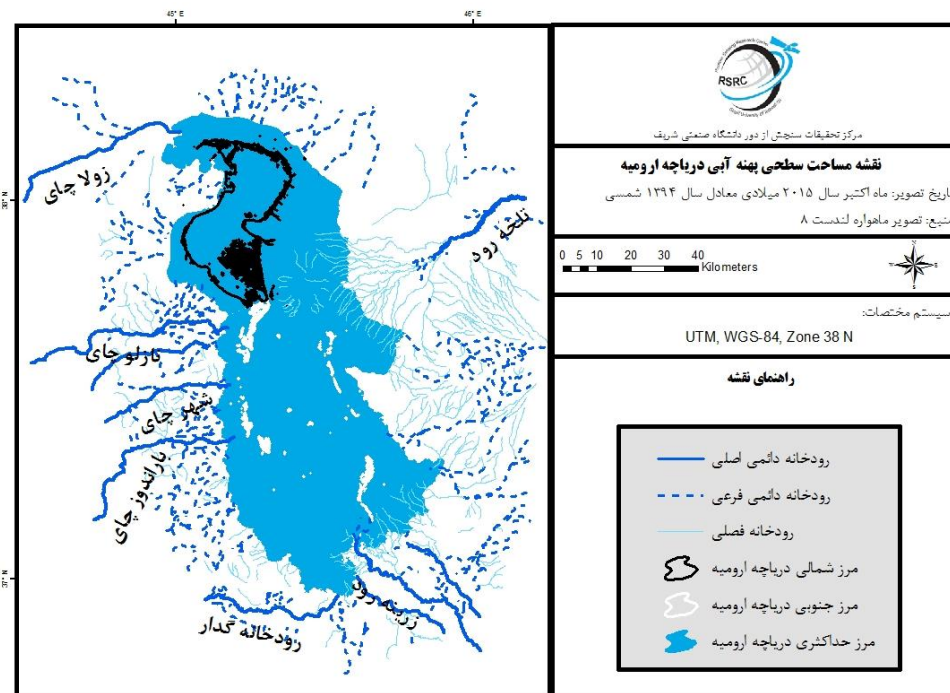 45° E
46° E
38° N
37° N
زولا چای
تلخه رود
نازلو چای
شهر چای
باراندوز چای
زرینه رود
رودخانه گدار
RSRC
مرکز تحقیقات سنجش از دور دانشگاه صنعتی شریف
نقشه مساحت سطحی پهنه آبی دریاچه ارومیه
تاریخ تصویر: ماه اکتبر سال ۲۰۱۵ میلادی معادل سال ۱۳۹۴ شمسی
منبع: تصویر ماهواره لندست ۸
0 5 10 20 30 40
Kilometers
سیستم مختصات:
UTM, WGS-84, Zone 38 N
راهنمای نقشه
رودخانه دائمی اصلی
رودخانه دائمی فرعی
رودخانه فصلی
مرز شمالی دریاچه ارومیه
مرز جنوبی دریاچه ارومیه
مرز حداکثری دریاچه ارومیه